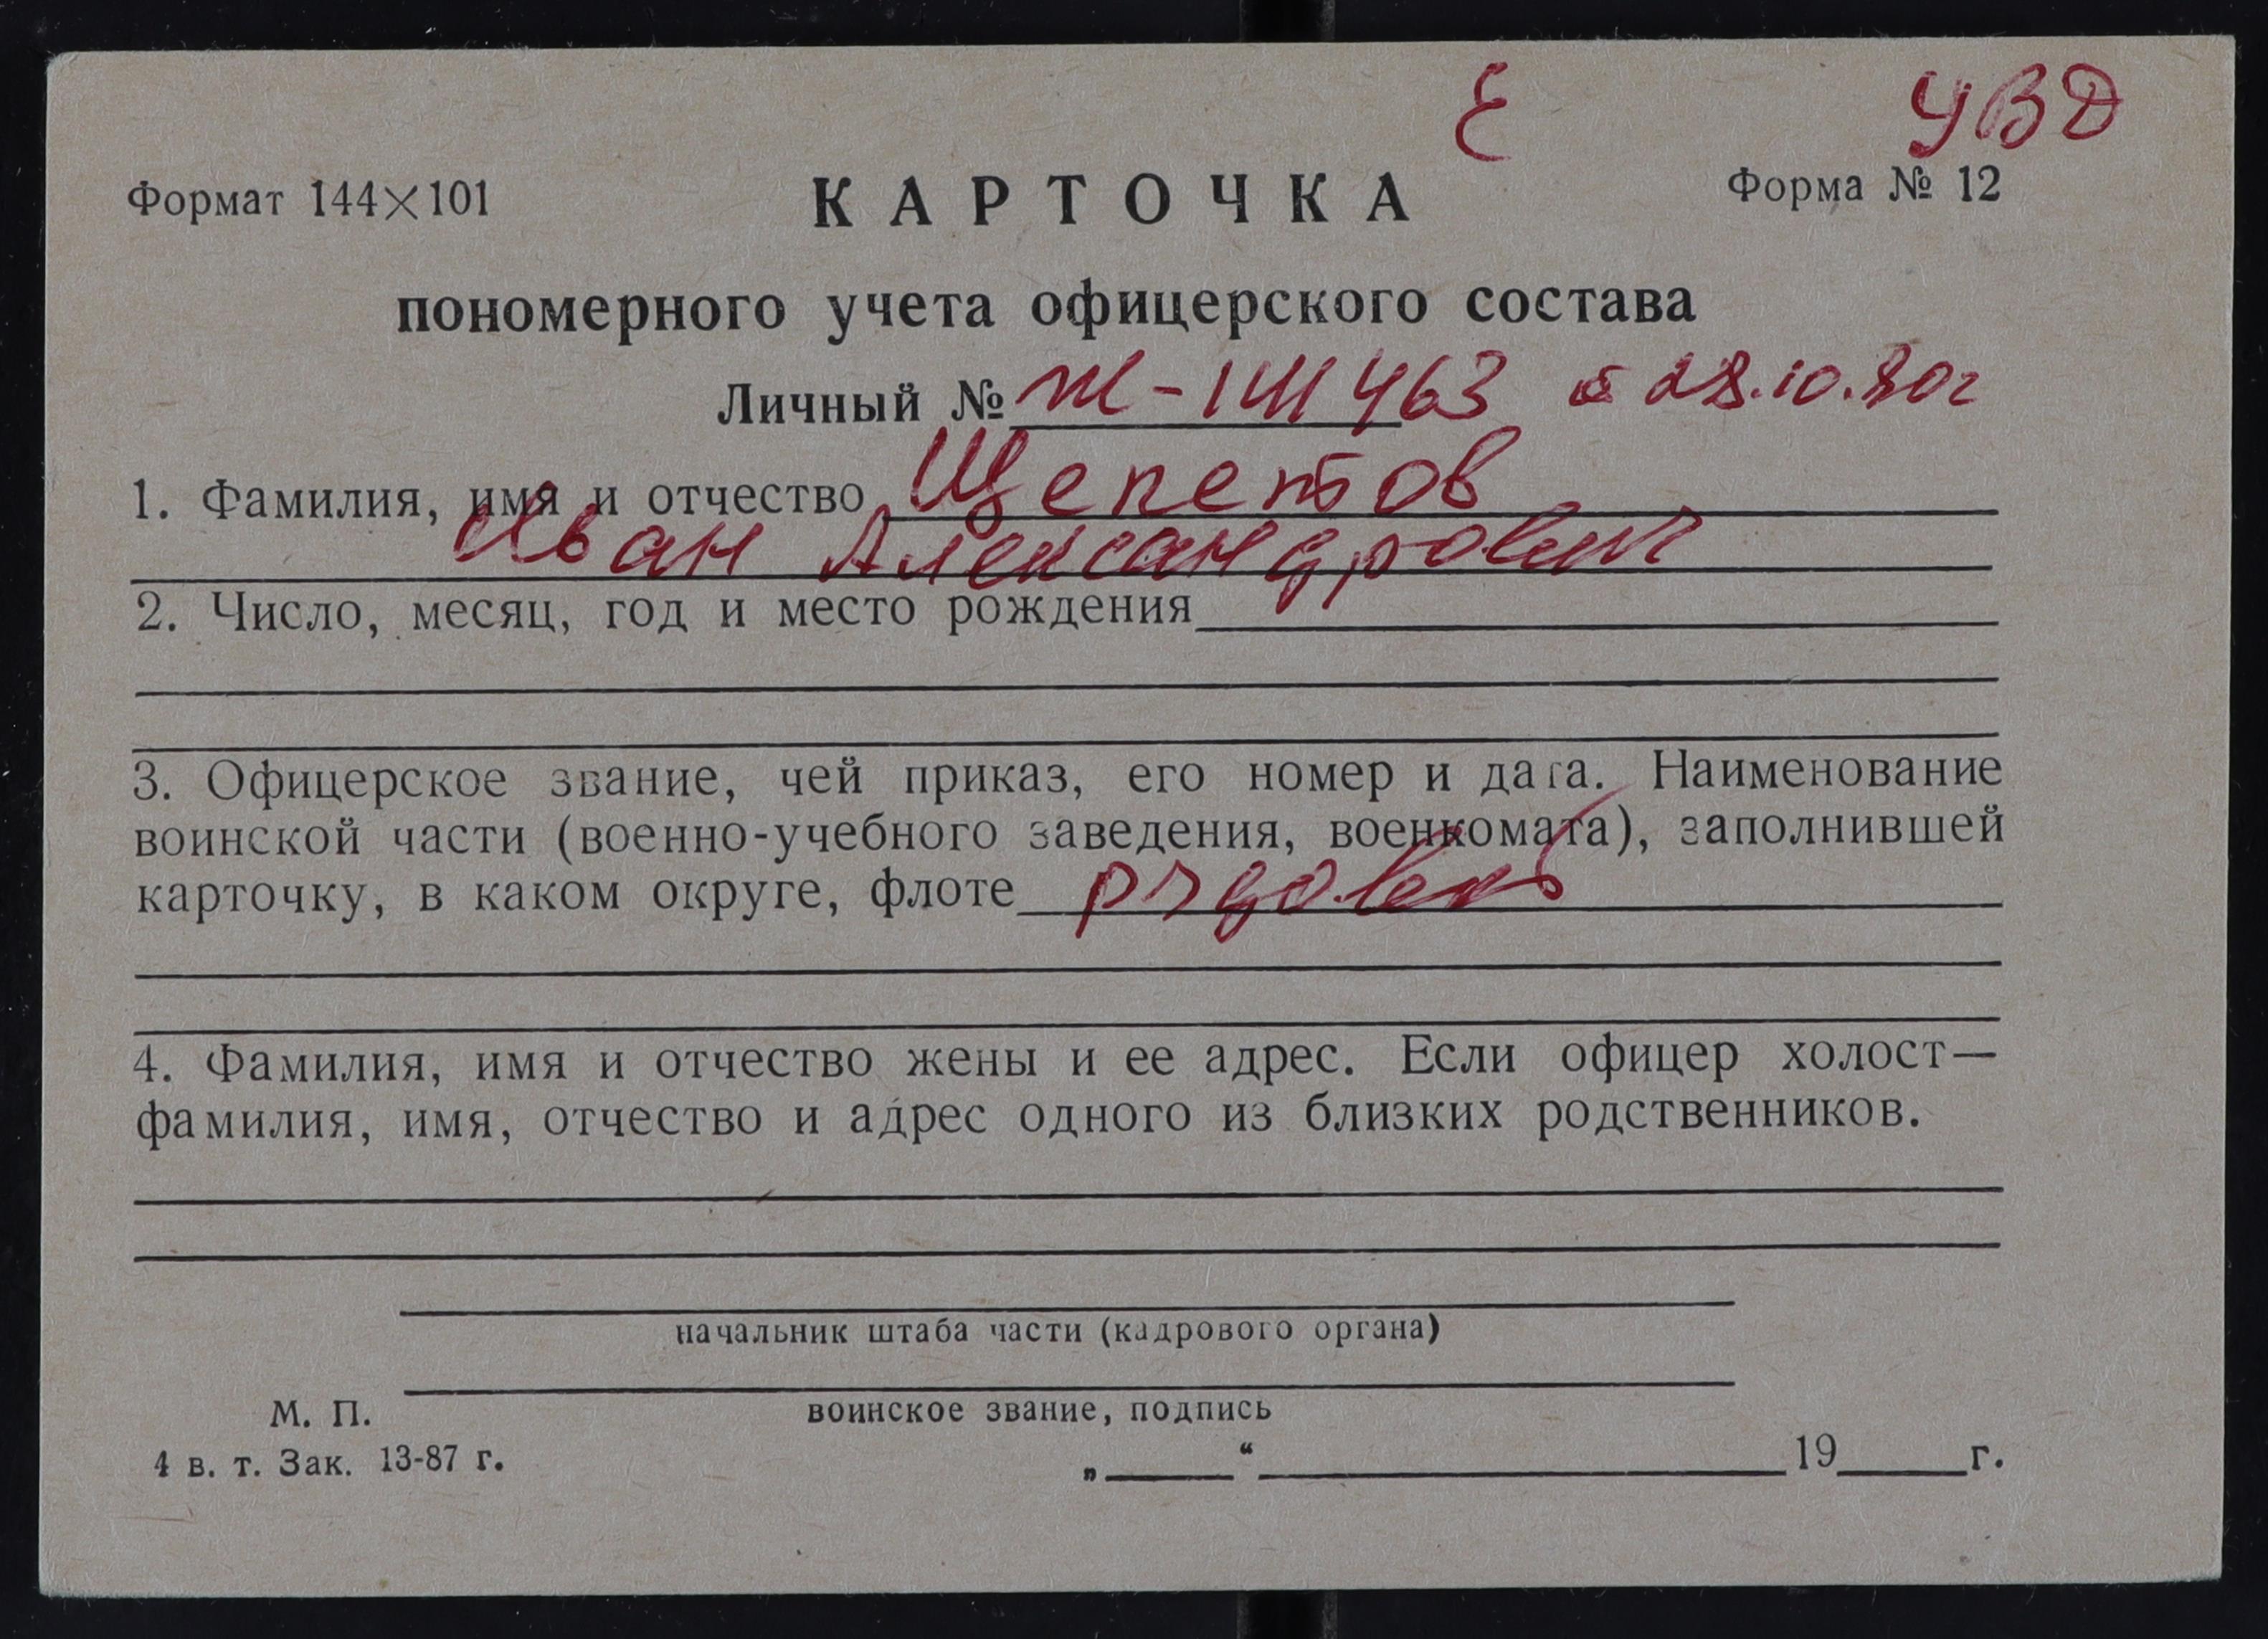 Е УВД
Формат 144×101 КАРТОЧКА Форма № 12
пономерного учета офицерского состава
Личный № Ж-141463 с 28.10.80г
1. Фамилия, имя и отчество Щепетов
Иван Александрович
2. Число, месяц, год и место рождения
3. Офицерское звание, чей приказ, его номер и дата. Наименование
воинской части (военно-учебного заведения, военкомата), заполнившей
карточку, в каком округе, флоте рядовой
4. Фамилия, имя и отчество жены и ее адрес. Если офицер холост—
фамилия, имя, отчество и адрес одного из близких родственников.
начальник штаба части (кадрового органа)
М. П. воинское звание, подпись
4 в. т. Зак. 13-87 г. „ “ 19 г.